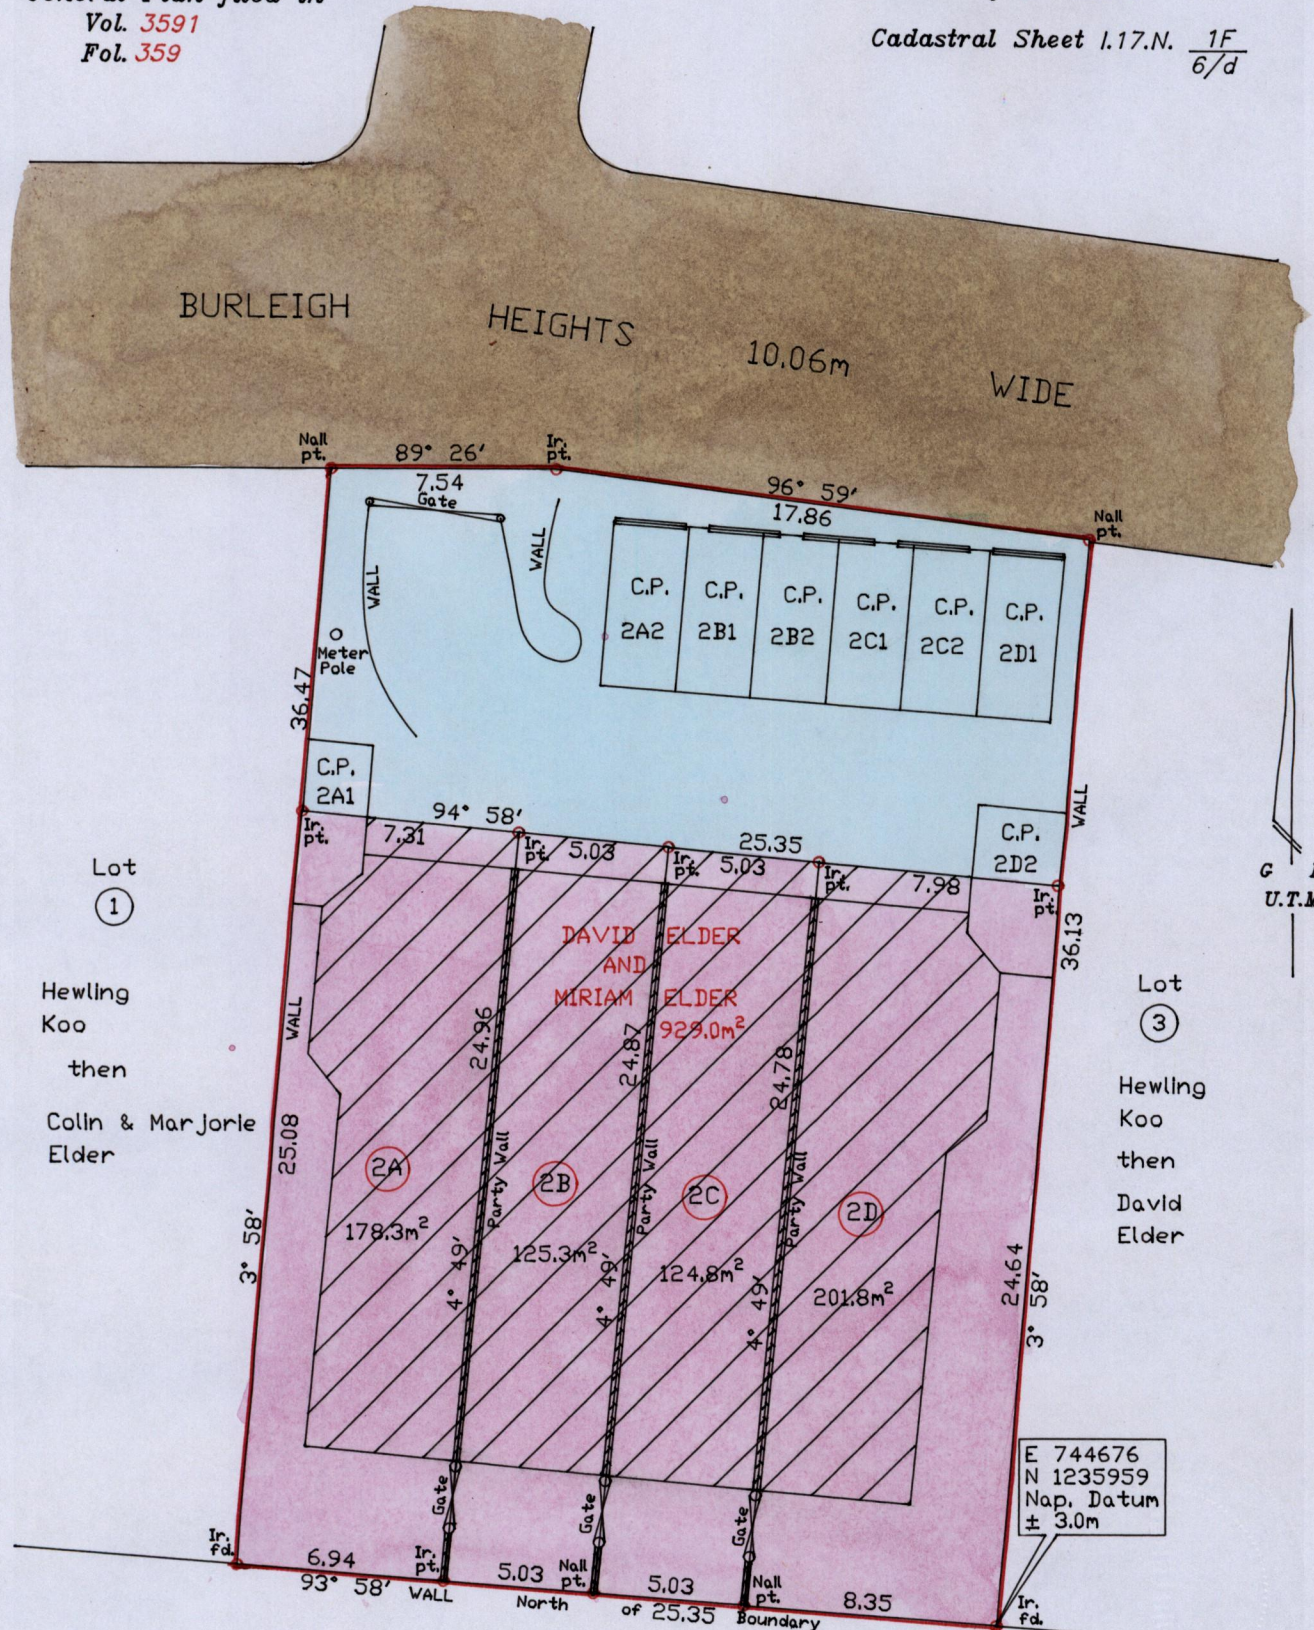 Vol. 3591
Fol. 359
Cadastral Sheet I.17.N. 1F
6/d
BURLEIGH HEIGHTS 10.06m WIDE
Nall
pt.
89° 26'
7.54
Ir.
pt.
96° 59'
17.86
Nall
pt.
Gate
WALL
WALL
C.P.
2A2
C.P.
2B1
C.P.
2B2
C.P.
2C1
C.P.
2C2
C.P.
2D1
Meter
Pole
36.47
C.P.
2A1
WALL
C.P.
2D2
Ir.
pt.
94° 58'
7.31
Ir.
pt.
5.03
Ir.
pt.
25.35
5.03
Ir.
pt.
7.98
Ir.
pt.
36.13
G
U.T.M
Lot
1
Hewling
Koo
then
Colin & Marjorie
Elder
DAVID ELDER
AND
MIRIAM ELDER
929.0m²
Lot
3
Hewling
Koo
then
David
Elder
WALL
25.08
3° 58'
24.96
24.87
24.78
Party Wall
Party Wall
Party Wall
2A
178.3m²
2B
125.3m²
2C
124.8m²
2D
201.8m²
4° 49'
4° 49'
4° 49'
24.64
3° 58'
Gate
Gate
Gate
E 744676
N 1235959
Nap. Datum
± 3.0m
Ir.
fd.
6.94
93° 58'
WALL
Ir.
pt.
5.03
Nall
pt.
5.03
Nall
pt.
8.35
Ir.
fd.
North of 25.35 Boundary